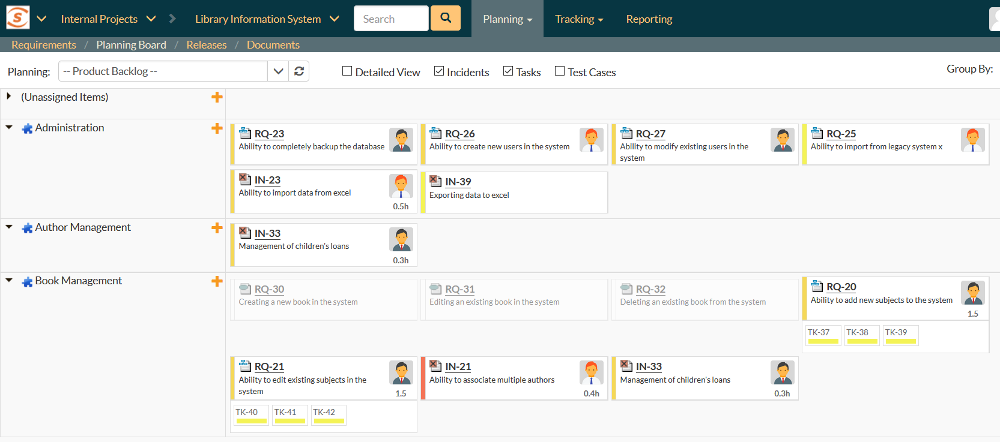 Internal Projects
Library Information System
Search
Planning
Tracking
Reporting
Requirements / Planning Board / Releases / Documents
Planning:
-- Product Backlog --
Detailed View
Incidents
Tasks
Test Cases
Group By:
(Unassigned Items)
Administration
RQ-23
Ability to completely backup the database
RQ-26
Ability to create new users in the system
RQ-27
Ability to modify existing users in the
system
RQ-25
Ability to import from legacy system x
IN-23
Ability to import data from excel
0.5h
IN-39
Exporting data to excel
Author Management
IN-33
Management of children's loans
0.3h
Book Management
RQ-30
Creating a new book in the system
RQ-31
Editing an existing book in the system
RQ-32
Deleting an existing book from the system
RQ-20
Ability to add new subjects to the system
1.5
TK-37
TK-38
TK-39
RQ-21
Ability to edit existing subjects in the
system
1.5
TK-40
TK-41
TK-42
IN-21
Ability to associate multiple authors
0.4h
IN-33
Management of children's loans
0.3h